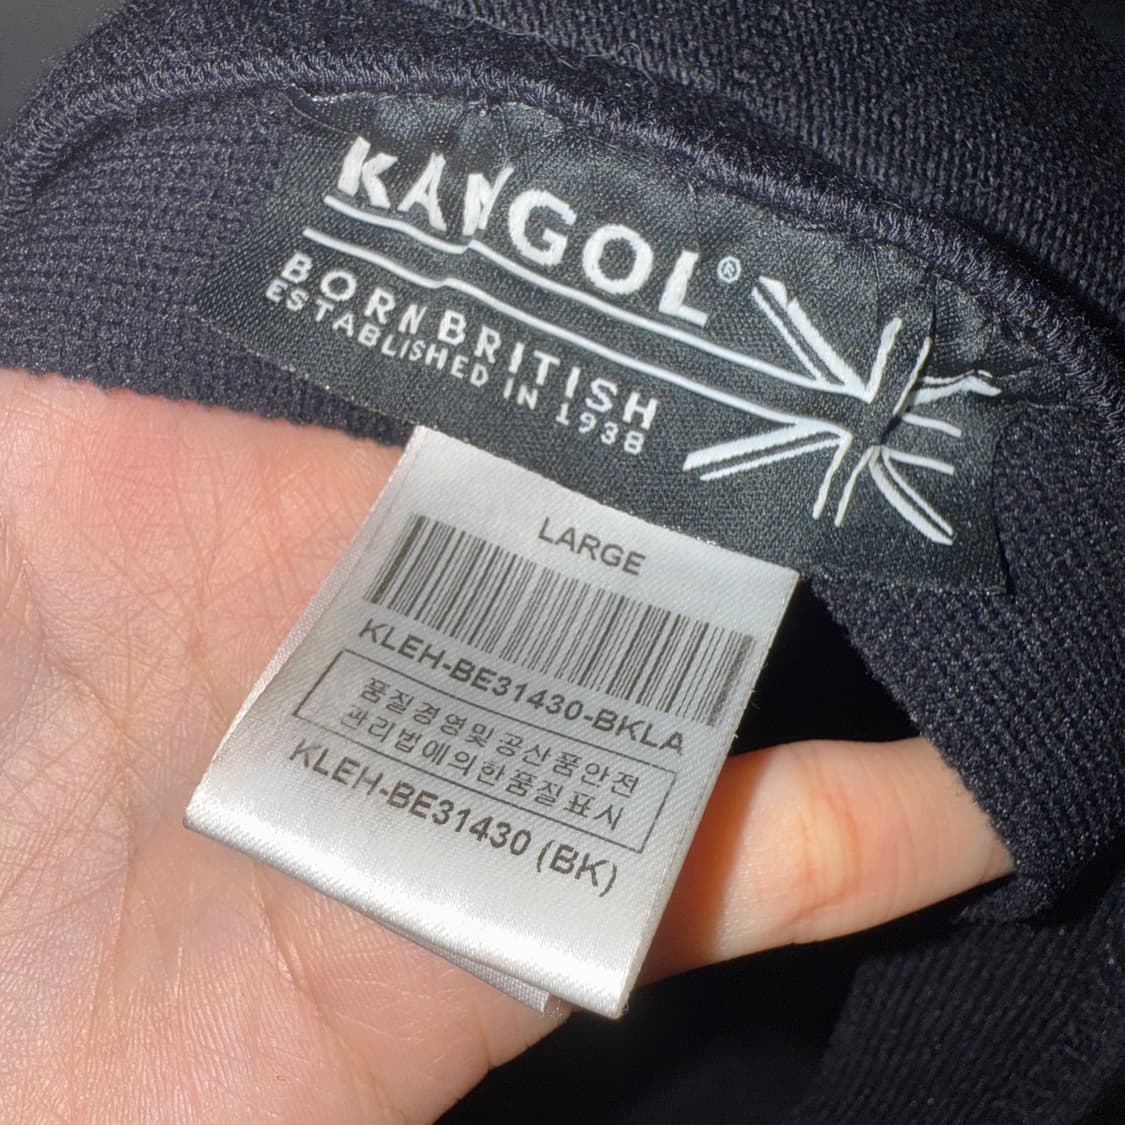 KANGOL®
BORN BRITISH
ESTABLISHED IN 1938
LARGE
KLEH-BE31430-BKLA
품질경영및공산품안전
관리법에의한품질표시
KLEH-BE31430 (BK)